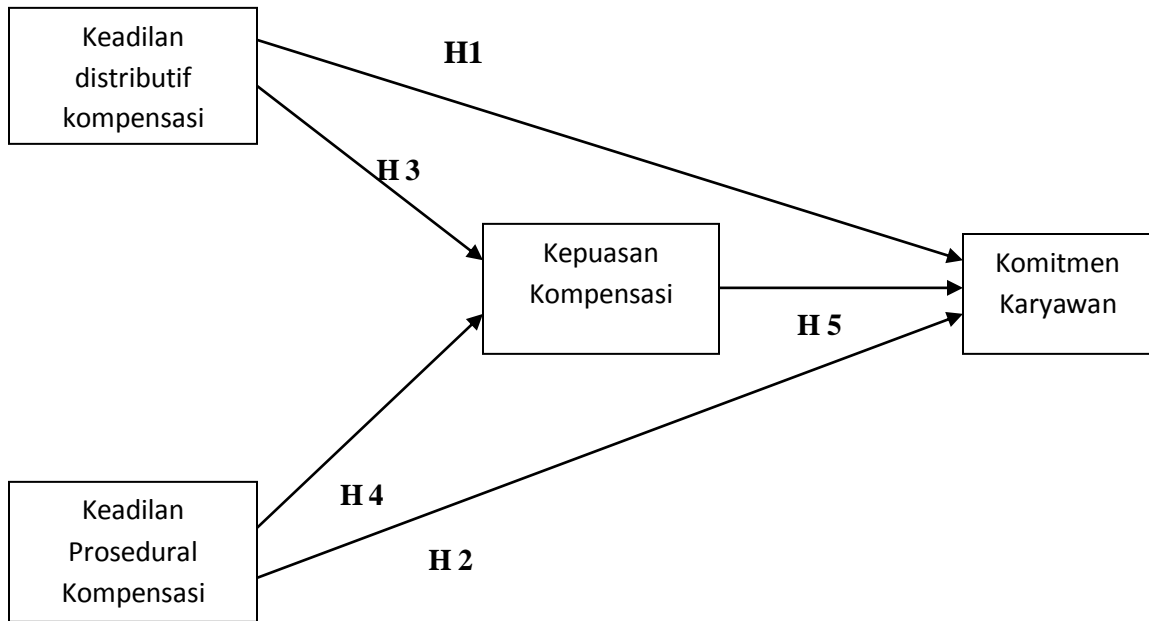 Keadilan
distributif
kompensasi
H1
H 3
Kepuasan
Kompensasi
Komitmen
Karyawan
H 5
Keadilan
Prosedural
Kompensasi
H 4
H 2